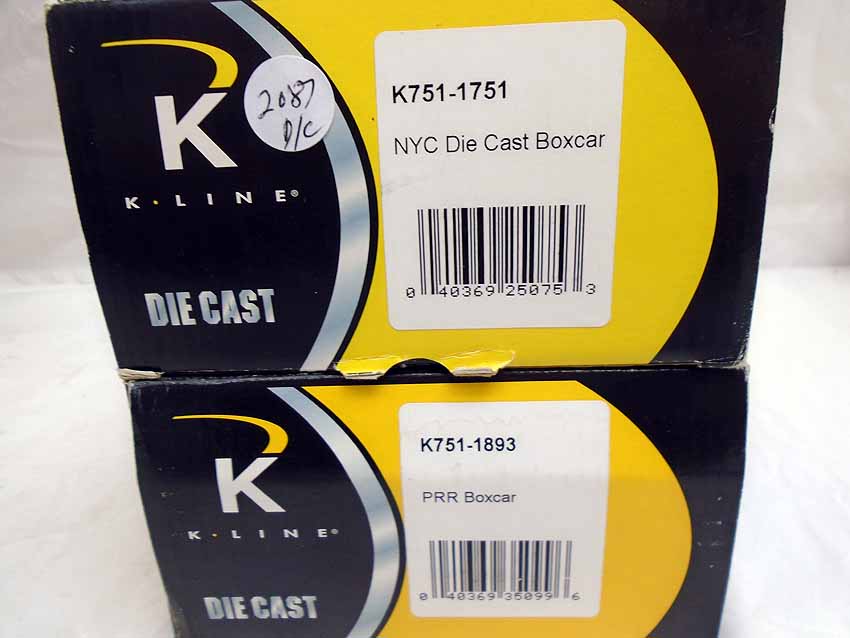 K
K·LINE®
DIE CAST
2087
D/C
K751-1751
NYC Die Cast Boxcar
0 40369 25075 3
K
K·LINE®
DIE CAST
K751-1893
PRR Boxcar
0 40369 35099 6